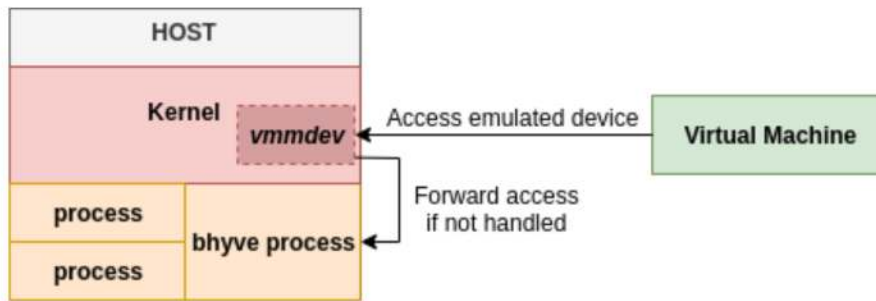 HOST
Kernel
vmmdev
Access emulated device
Virtual Machine
Forward access
if not handled
process
bhyve process
process